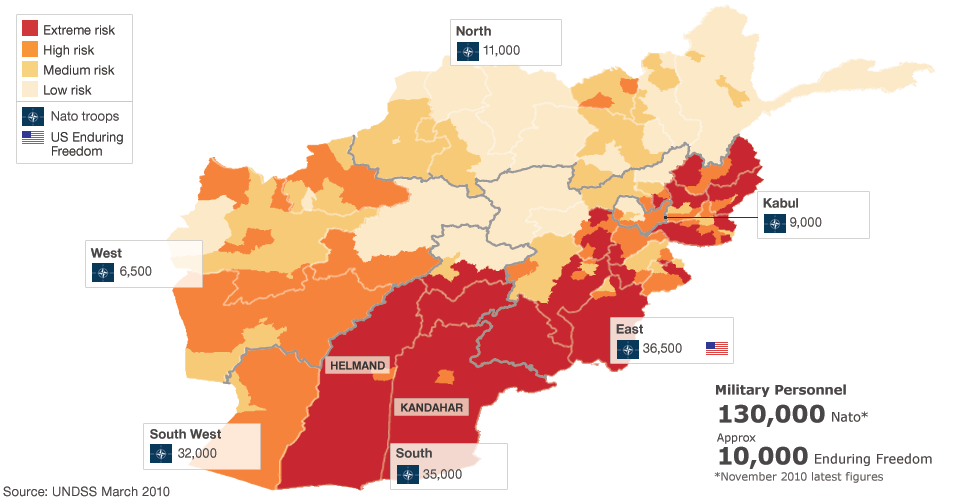 Extreme risk
High risk
Medium risk
Low risk
Nato troops
US Enduring
Freedom
North
11,000
Kabul
9,000
West
6,500
East
36,500
HELMAND
KANDAHAR
South West
32,000
South
35,000
Military Personnel
130,000 Nato*
Approx
10,000 Enduring Freedom
*November 2010 latest figures
Source: UNDSS March 2010